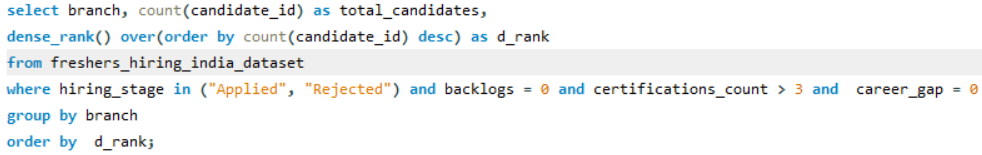 select branch, count(candidate_id) as total_candidates,
dense_rank() over(order by count(candidate_id) desc) as d_rank
from freshers_hiring_india_dataset
where hiring_stage in ("Applied", "Rejected") and backlogs = 0 and certifications_count > 3 and  career_gap = 0
group by branch
order by  d_rank;